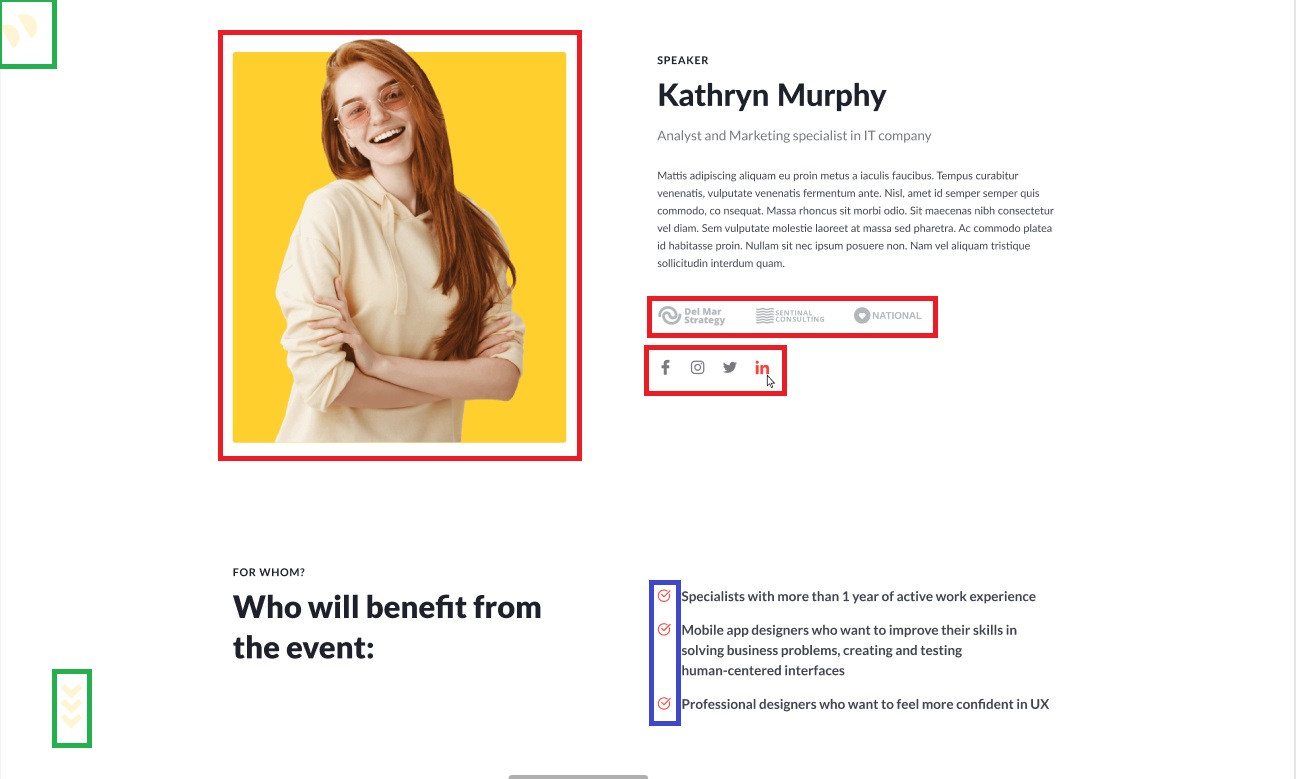 SPEAKER
Kathryn Murphy
Analyst and Marketing specialist in IT company
Mattis adipiscing aliquam eu proin metus a iaculis faucibus. Tempus curabitur
venenatis, vulputate venenatis fermentum ante. Nisl, amet id semper semper quis
commodo, co nsequat. Massa rhoncus sit morbi odio. Sit maecenas nibh consectetur
vel diam. Sem vulputate molestie laoreet at massa sed pharetra. Ac commodo platea
id habitasse proin. Nullam sit nec ipsum posuere non. Nam vel aliquam tristique
sollicitudin interdum quam.
Del Mar
Strategy
SENTINAL
CONSULTING
NATIONAL
FOR WHOM?
Who will benefit from
the event:
Specialists with more than 1 year of active work experience
Mobile app designers who want to improve their skills in
solving business problems, creating and testing
human-centered interfaces
Professional designers who want to feel more confident in UX